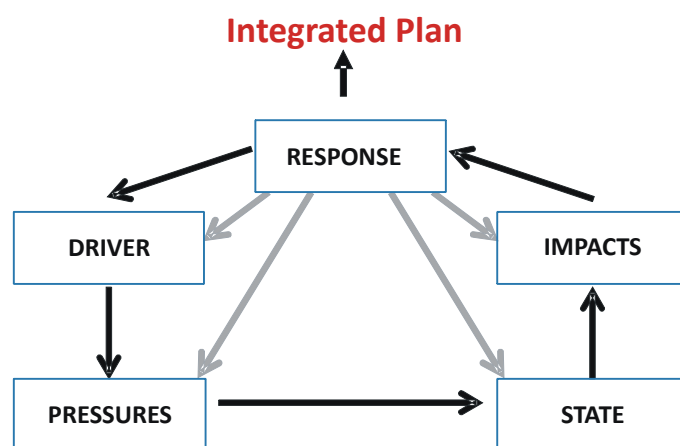 Integrated Plan
RESPONSE
DRIVER
IMPACTS
PRESSURES
STATE